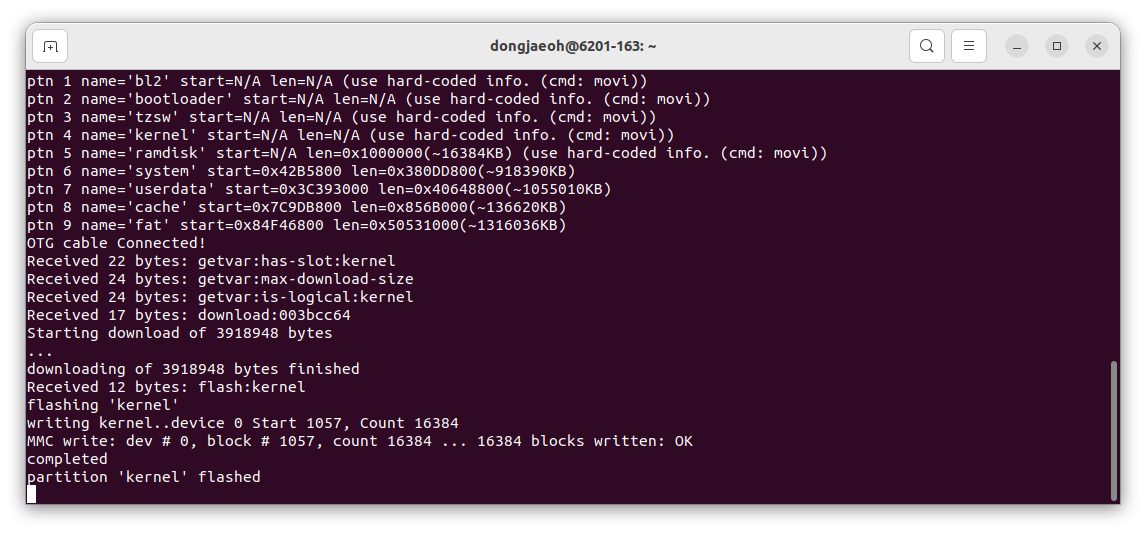 dongjaeoh@6201-163: ~
ptn 1 name='bl2' start=N/A len=N/A (use hard-coded info. (cmd: movi))
ptn 2 name='bootloader' start=N/A len=N/A (use hard-coded info. (cmd: movi))
ptn 3 name='tzsw' start=N/A len=N/A (use hard-coded info. (cmd: movi))
ptn 4 name='kernel' start=N/A len=N/A (use hard-coded info. (cmd: movi))
ptn 5 name='ramdisk' start=N/A len=0x1000000(~16384KB) (use hard-coded info. (cmd: movi))
ptn 6 name='system' start=0x42B5800 len=0x380DD800(~918390KB)
ptn 7 name='userdata' start=0x3C393000 len=0x40648800(~1055010KB)
ptn 8 name='cache' start=0x7C9DB800 len=0x856B000(~136620KB)
ptn 9 name='fat' start=0x84F46800 len=0x50531000(~1316036KB)
OTG cable Connected!
Received 22 bytes: getvar:has-slot:kernel
Received 24 bytes: getvar:max-download-size
Received 24 bytes: getvar:is-logical:kernel
Received 17 bytes: download:003bcc64
Starting download of 3918948 bytes
...
downloading of 3918948 bytes finished
Received 12 bytes: flash:kernel
flashing 'kernel'
writing kernel..device 0 Start 1057, Count 16384
MMC write: dev # 0, block # 1057, count 16384 ... 16384 blocks written: OK
completed
partition 'kernel' flashed